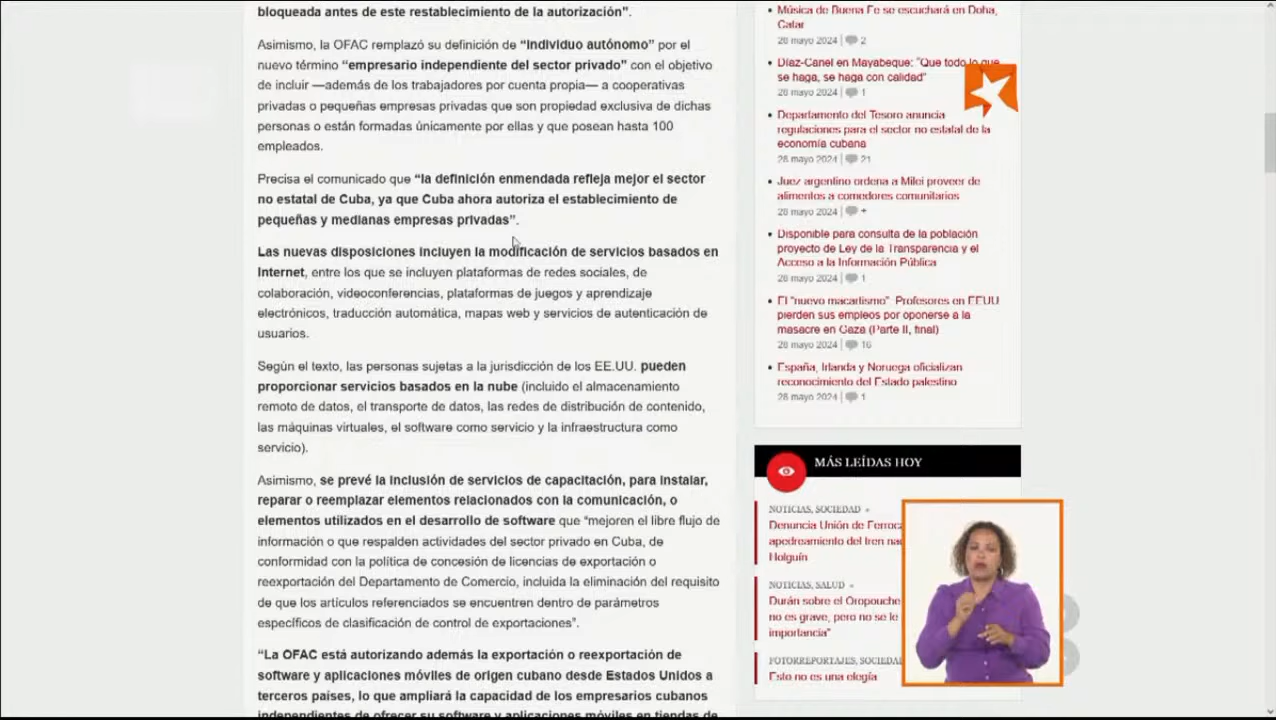 bloqueada antes de este restablecimiento de la autorización".
Asimismo, la OFAC remplazó su definición de “individuo autónomo” por el
nuevo término “empresario independiente del sector privado” con el objetivo
de incluir —además de los trabajadores por cuenta propia— a cooperativas
privadas o pequeñas empresas privadas que son propiedad exclusiva de dichas
personas o están formadas únicamente por ellas y que posean hasta 100
empleados.
Precisa el comunicado que “la definición enmendada refleja mejor el sector
no estatal de Cuba, ya que Cuba ahora autoriza el establecimiento de
pequeñas y medianas empresas privadas”.
Las nuevas disposiciones incluyen la modificación de servicios basados en
Internet, entre los que se incluyen plataformas de redes sociales, de
colaboración, videoconferencias, plataformas de juegos y aprendizaje
electrónicos, traducción automática, mapas web y servicios de autenticación de
usuarios.
Según el texto, las personas sujetas a la jurisdicción de los EE.UU. pueden
proporcionar servicios basados en la nube (incluido el almacenamiento
remoto de datos, el transporte de datos, las redes de distribución de contenido,
las máquinas virtuales, el software como servicio y la infraestructura como
servicio).
Asimismo, se prevé la inclusión de servicios de capacitación, para instalar,
reparar o reemplazar elementos relacionados con la comunicación, o
elementos utilizados en el desarrollo de software que “mejoren el libre flujo de
información o que respalden actividades del sector privado en Cuba, de
conformidad con la política de concesión de licencias de exportación o
reexportación del Departamento de Comercio, incluida la eliminación del requisito
de que los artículos referenciados se encuentren dentro de parámetros
específicos de clasificación de control de exportaciones”.
“La OFAC está autorizando además la exportación o reexportación de
software y aplicaciones móviles de origen cubano desde Estados Unidos a
terceros países, lo que ampliará la capacidad de los empresarios cubanos
independientes de ofrecer su software y aplicaciones móviles en tiendas de
Música de Buena Fe se escuchará en Doha,
Catar
28 mayo 2024 | 2
Díaz-Canel en Mayabeque: “Que todo lo que
se haga, se haga con calidad”
28 mayo 2024 | 1
Departamento del Tesoro anuncia
regulaciones para el sector no estatal de la
economía cubana
28 mayo 2024 | 21
Juez argentino ordena a Milei proveer de
alimentos a comedores comunitarios
28 mayo 2024 | +
Disponible para consulta de la población
proyecto de Ley de la Transparencia y el
Acceso a la Información Pública
28 mayo 2024 | 1
El “nuevo macartismo”: Profesores en EEUU
pierden sus empleos por oponerse a la
masacre en Gaza (Parte II, final)
28 mayo 2024 | 16
España, Irlanda y Noruega oficializan
reconocimiento del Estado palestino
28 mayo 2024 | 1
MÁS LEÍDAS HOY
NOTICIAS, SOCIEDAD »
Denuncia Unión de Ferroca
apedreamiento del tren nac
Holguín
NOTICIAS, SALUD »
Durán sobre el Oropouche
no es grave, pero no se le
importancia”
FOTORREPORTAJES, SOCIEDAD
Esto no es una elegía